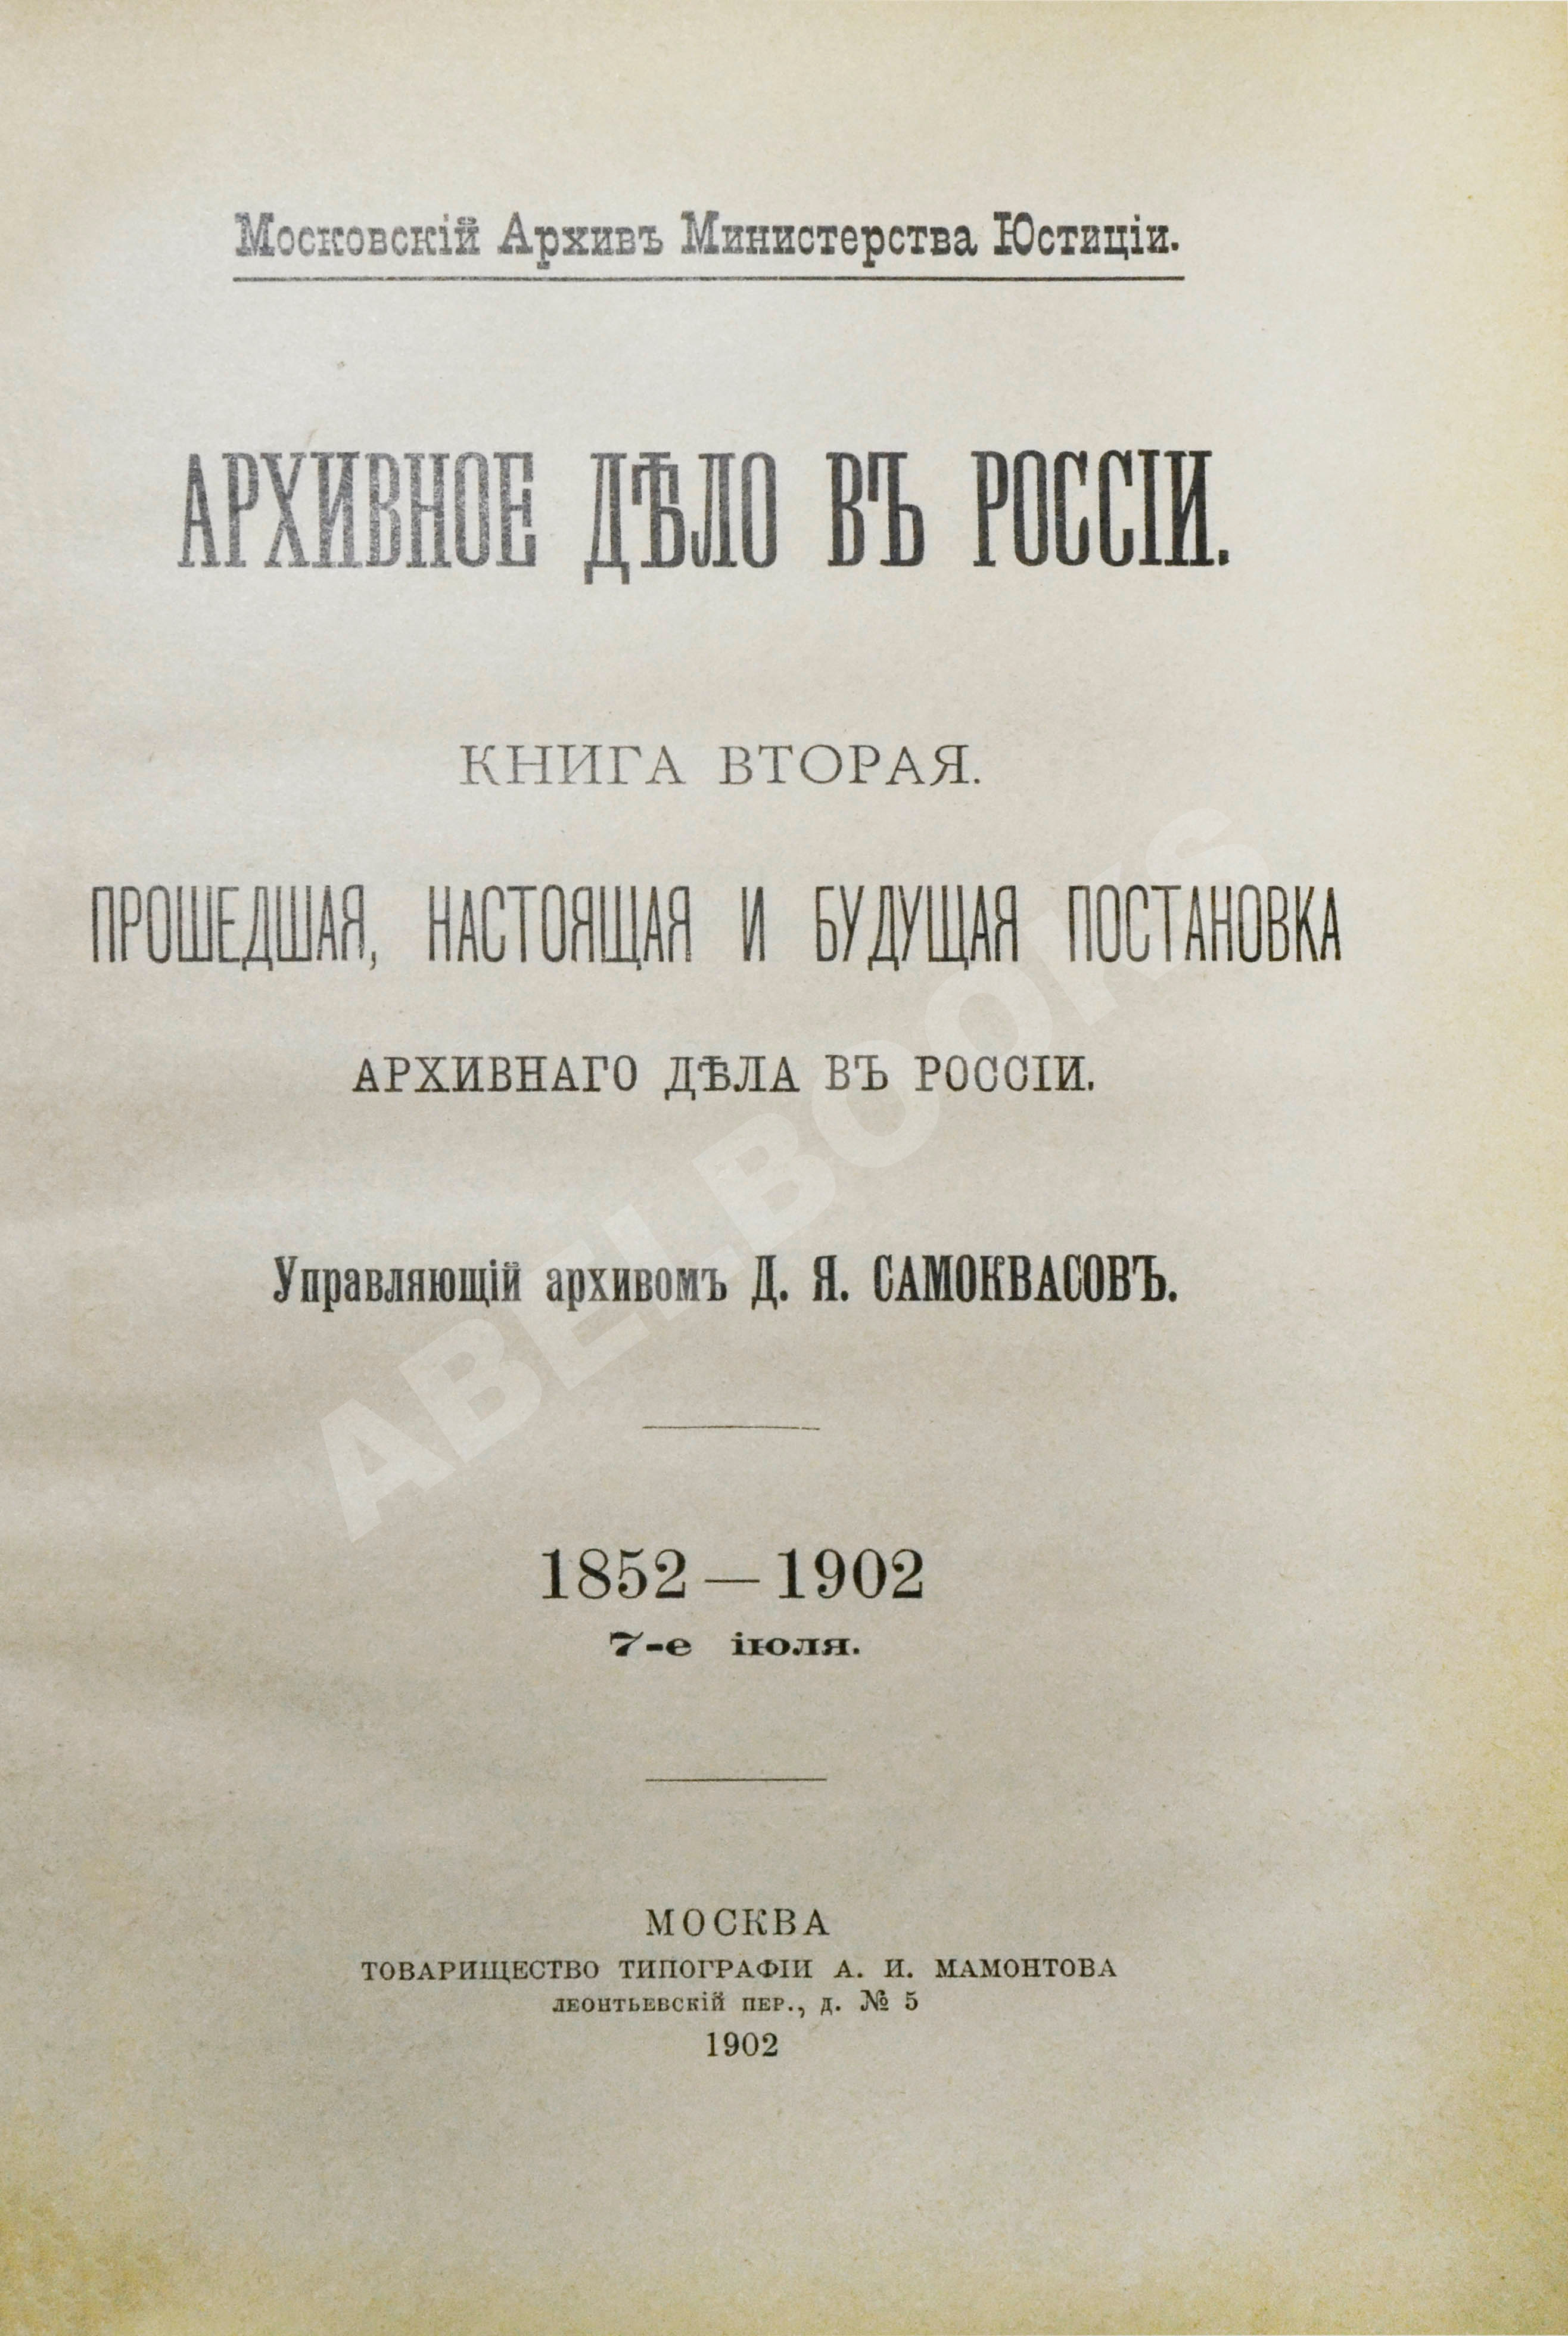 Московскій Архивъ Министерства Юстиціи.
АРХИВНОЕ ДѢЛО ВЪ РОССІИ.
КНИГА ВТОРАЯ.
ПРОШЕДШАЯ, НАСТОЯЩАЯ И БУДУЩАЯ ПОСТАНОВКА
АРХИВНАГО ДѢЛА ВЪ РОССІИ.
Управляющій архивомъ Д. Я. САМОКВАСОВЪ.
1852 — 1902
7-е іюля.
МОСКВА
ТОВАРИЩЕСТВО ТИПОГРАФІИ А. И. МАМОНТОВА
ЛЕОНТЬЕВСКІЙ ПЕР., Д. № 5
1902
ABELBOOKS